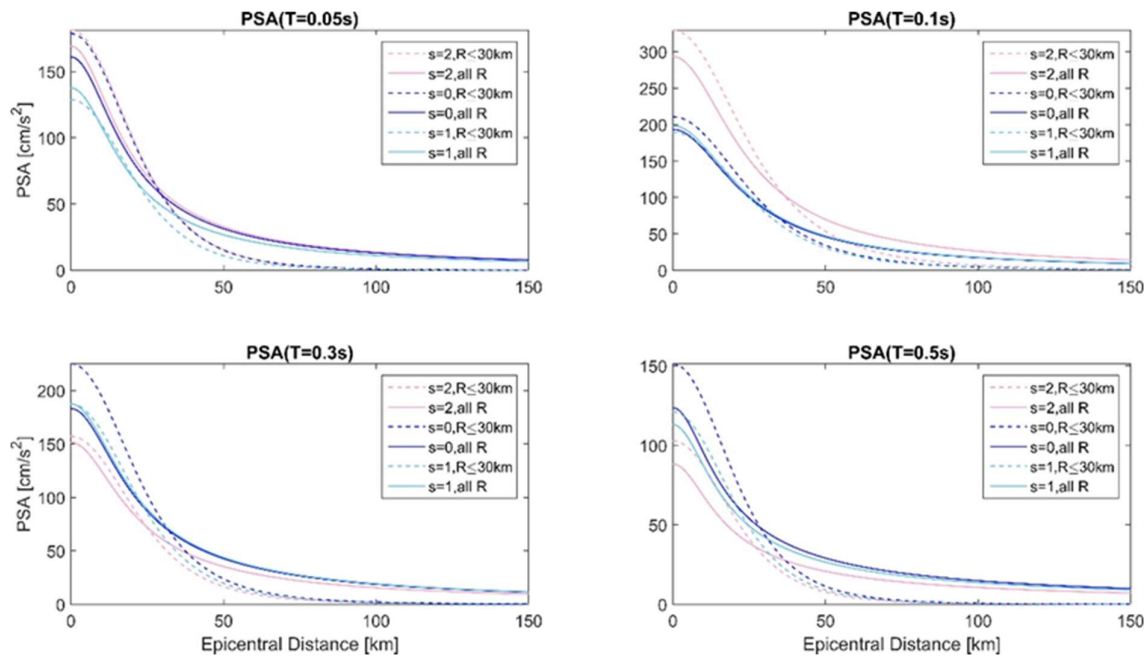 PSA(T=0.05s)
PSA [cm/s²]
150
100
50
0
0 50 100 150
s=2,R≤30km
s=2,all R
s=0,R≤30km
s=0,all R
s=1,R≤30km
s=1,all R
Epicentral Distance [km]
PSA(T=0.1s)
300
250
200
150
100
50
0
0 50 100 150
s=2,R≤30km
s=2,all R
s=0,R≤30km
s=0,all R
s=1,R≤30km
s=1,all R
PSA(T=0.3s)
PSA [cm/s²]
200
150
100
50
0
0 50 100 150
s=2,R≤30km
s=2,all R
s=0,R≤30km
s=0,all R
s=1,R≤30km
s=1,all R
Epicentral Distance [km]
PSA(T=0.5s)
150
100
50
0
0 50 100 150
s=2,R≤30km
s=2,all R
s=0,R≤30km
s=0,all R
s=1,R≤30km
s=1,all R
Epicentral Distance [km]